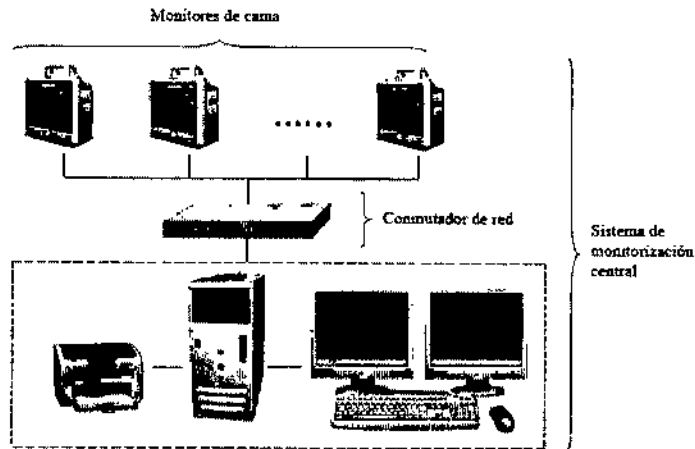 Monitores de cama
Conmutador de red
Sistema de
monitorización
central